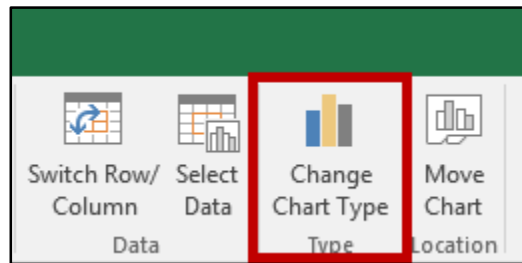 Switch Row/
Column
Select
Data
Change
Chart Type
Move
Chart
Data
Type
Location